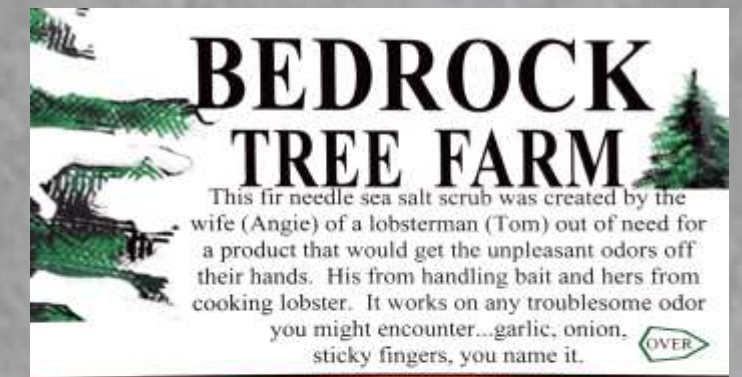 BEDROCK
TREE FARM
This fir needle sea salt scrub was created by the
wife (Angie) of a lobsterman (Tom) out of need for
a product that would get the unpleasant odors off
their hands.  His from handling bait and hers from
cooking lobster.  It works on any troublesome odor
you might encounter...garlic, onion,
sticky fingers, you name it.
OVER